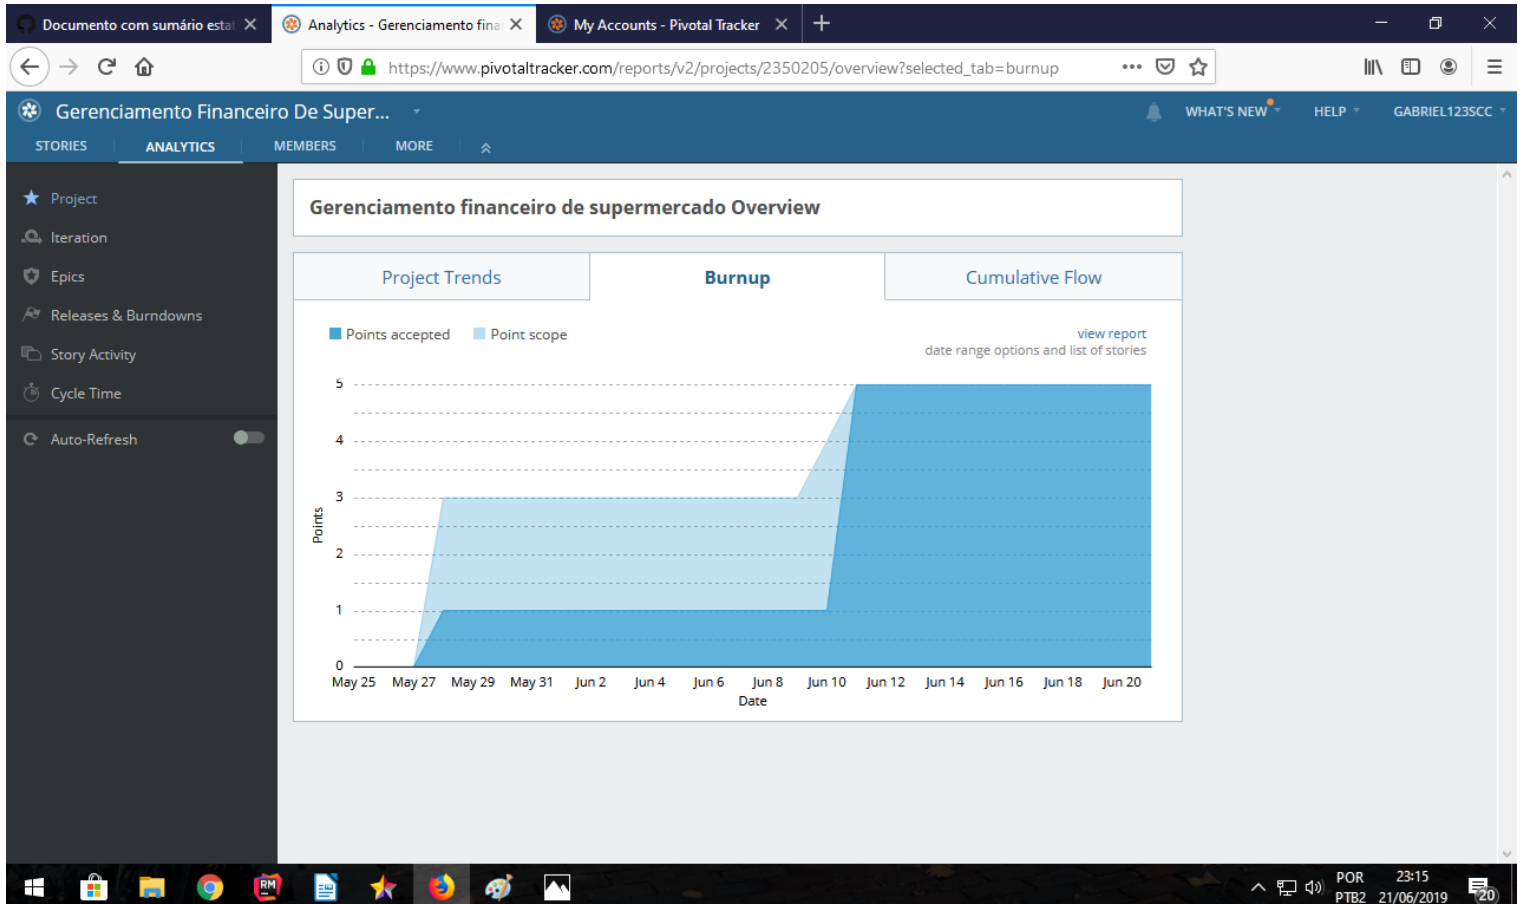 Documento com sumário esta
Analytics - Gerenciamento fina
My Accounts - Pivotal Tracker
https://www.pivotaltracker.com/reports/v2/projects/2350205/overview?selected_tab=burnup
Gerenciamento Financeiro De Super...
WHAT'S NEW
HELP
GABRIEL123SCC
STORIES
ANALYTICS
MEMBERS
MORE
Project
Iteration
Epics
Releases & Burndowns
Story Activity
Cycle Time
Auto-Refresh
Gerenciamento financeiro de supermercado Overview
Project Trends
Burnup
Cumulative Flow
Points accepted
Point scope
view report
date range options and list of stories
5
4
3
2
1
0
Points
May 25 May 27 May 29 May 31 Jun 2 Jun 4 Jun 6 Jun 8 Jun 10 Jun 12 Jun 14 Jun 16 Jun 18 Jun 20
Date
RM
POR
PTB2
23:15
21/06/2019
20